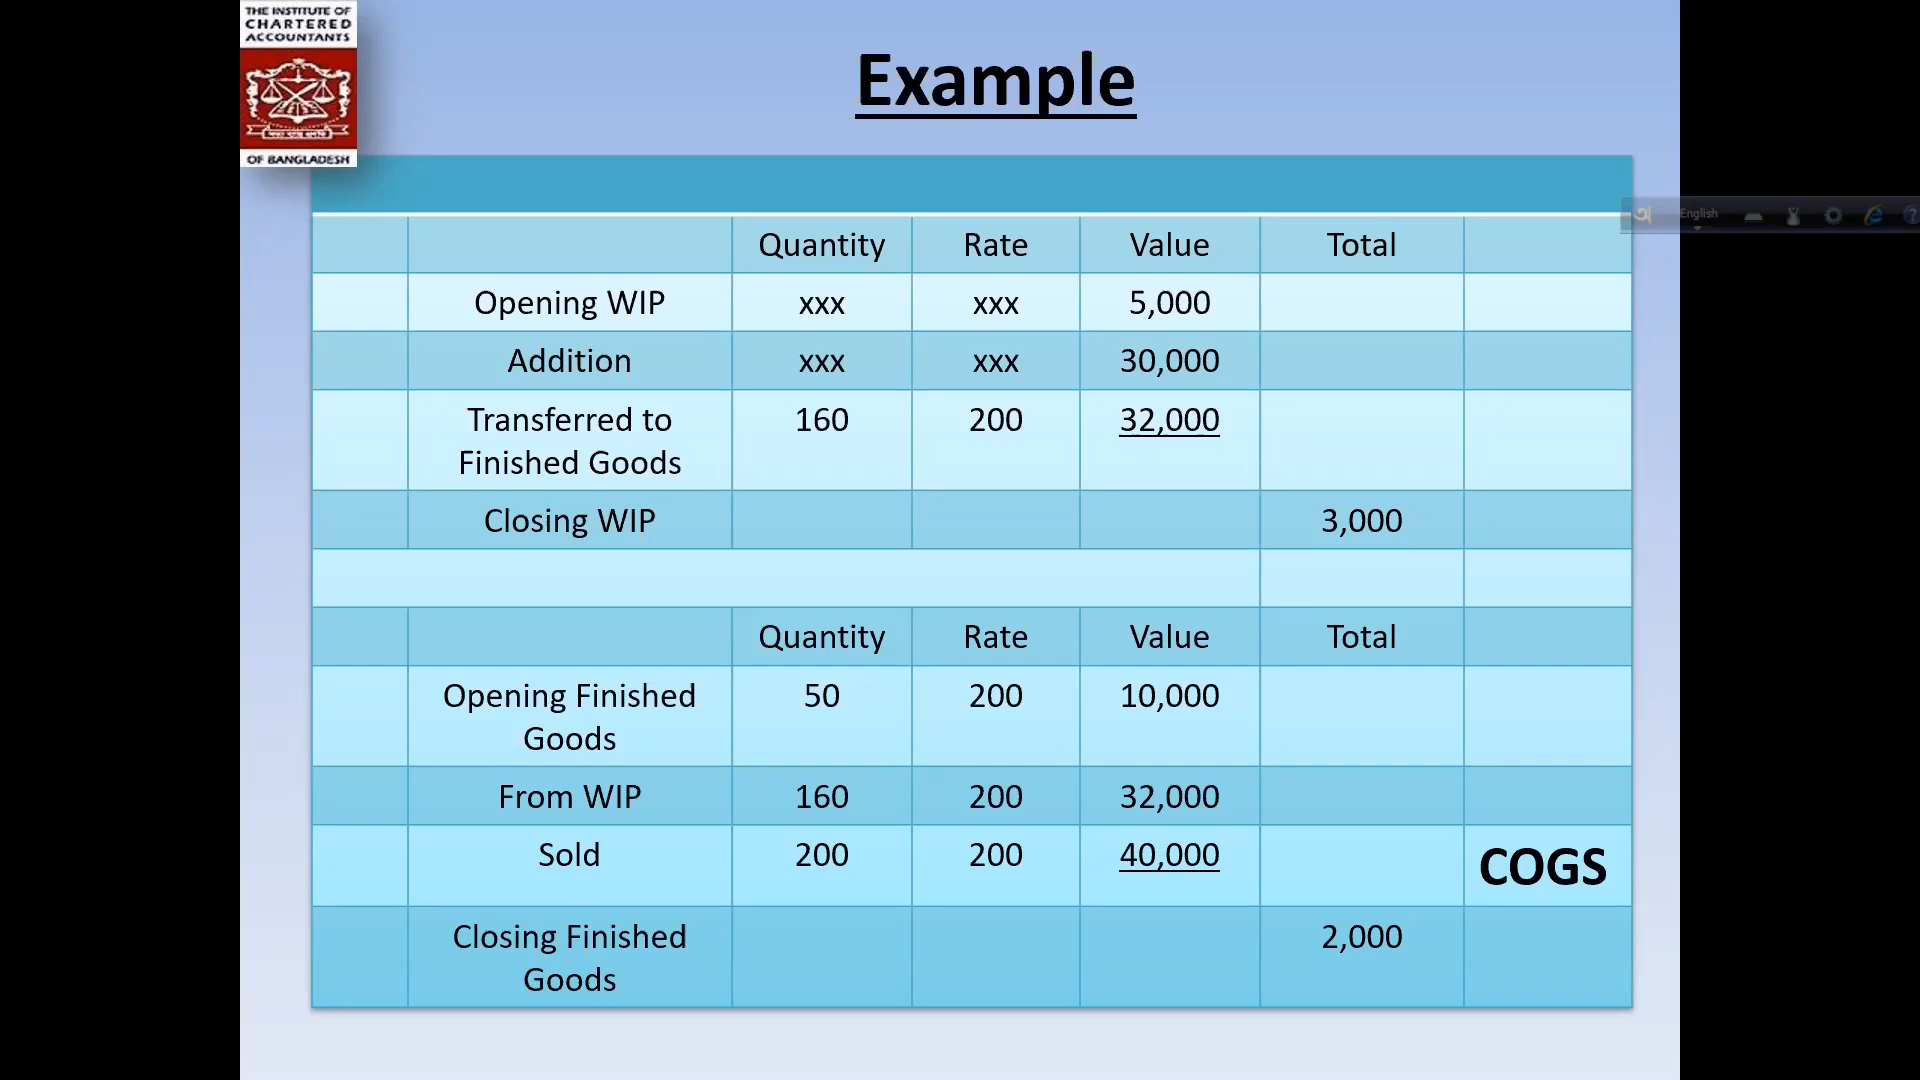 THE INSTITUTE OF
CHARTERED
ACCOUNTANTS
OF BANGLADESH
Example
English
Quantity Rate Value Total
Opening WIP xxx xxx 5,000
Addition xxx xxx 30,000
Transferred to 160 200 32,000
Finished Goods
Closing WIP 3,000
Quantity Rate Value Total
Opening Finished 50 200 10,000
Goods
From WIP 160 200 32,000
Sold 200 200 40,000 COGS
Closing Finished 2,000
Goods